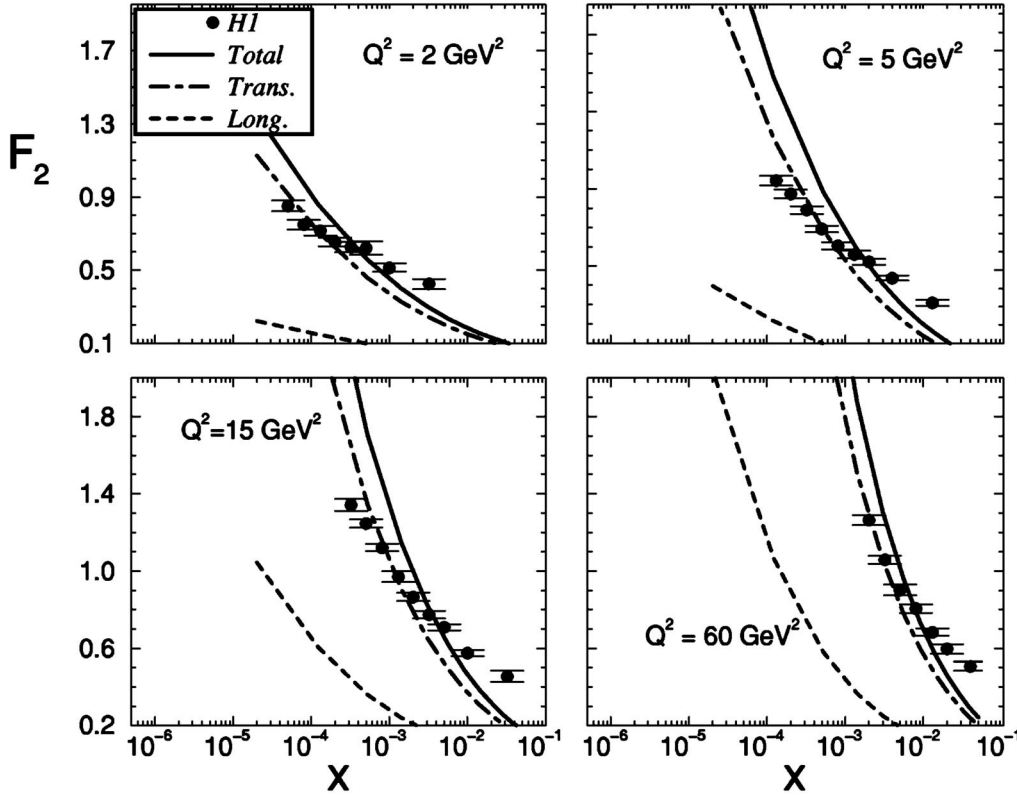 H1
Total
Trans.
Long.
Q² = 2 GeV²
Q² = 5 GeV²
F₂
1.7
1.3
0.9
0.5
0.1
Q²=15 GeV²
Q² = 60 GeV²
1.8
1.4
1.0
0.6
0.2
10⁻⁶ 10⁻⁵ 10⁻⁴ 10⁻³ 10⁻² 10⁻¹
10⁻⁶ 10⁻⁵ 10⁻⁴ 10⁻³ 10⁻² 10⁻¹
X
X